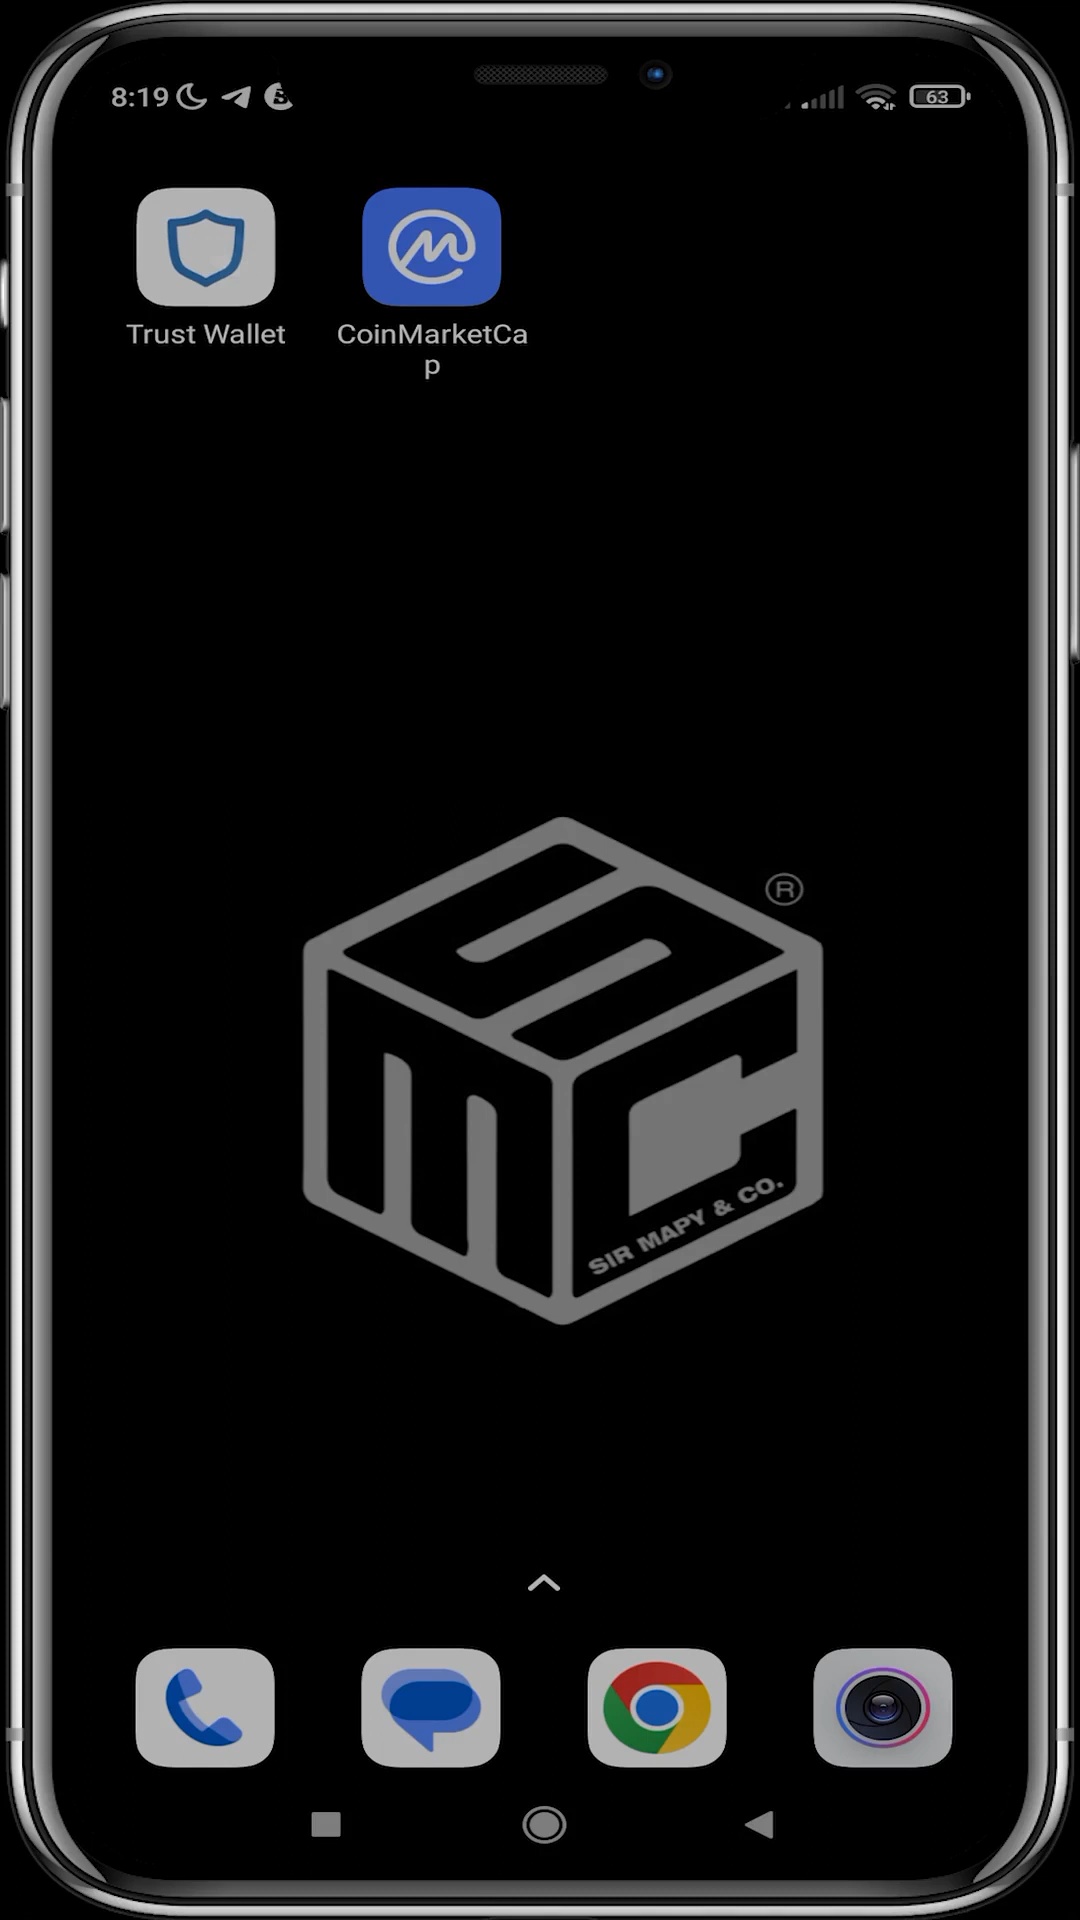 8:19
63
Trust Wallet
CoinMarketCa
p
®
SIR MAPY & CO.